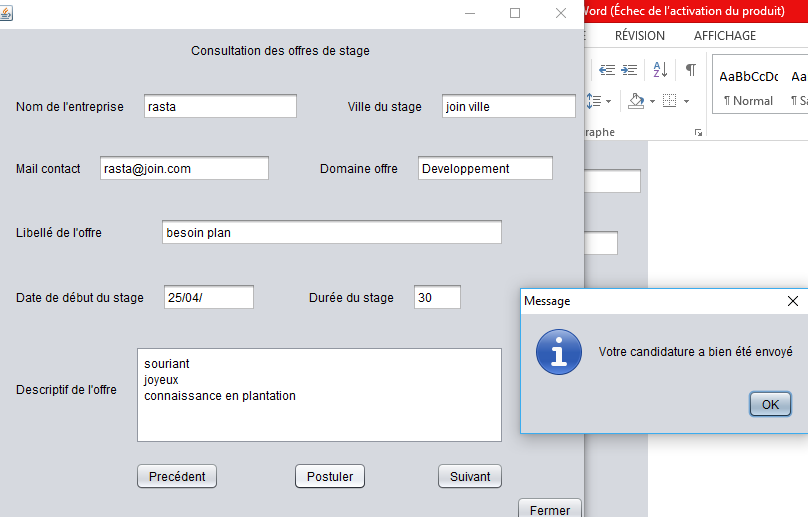 Word (Échec de l'activation du produit)
RÉVISION AFFICHAGE
AaBbCcDc
¶ Normal
raphe
Consultation des offres de stage
Nom de l'entreprise rasta Ville du stage join ville
Mail contact rasta@join.com Domaine offre Developpement
Libellé de l'offre besoin plan
Date de début du stage 25/04/ Durée du stage 30
Descriptif de l'offre
souriant
joyeux
connaissance en plantation
Precédent Postuler Suivant
Fermer
Message
Votre candidature a bien été envoyé
OK